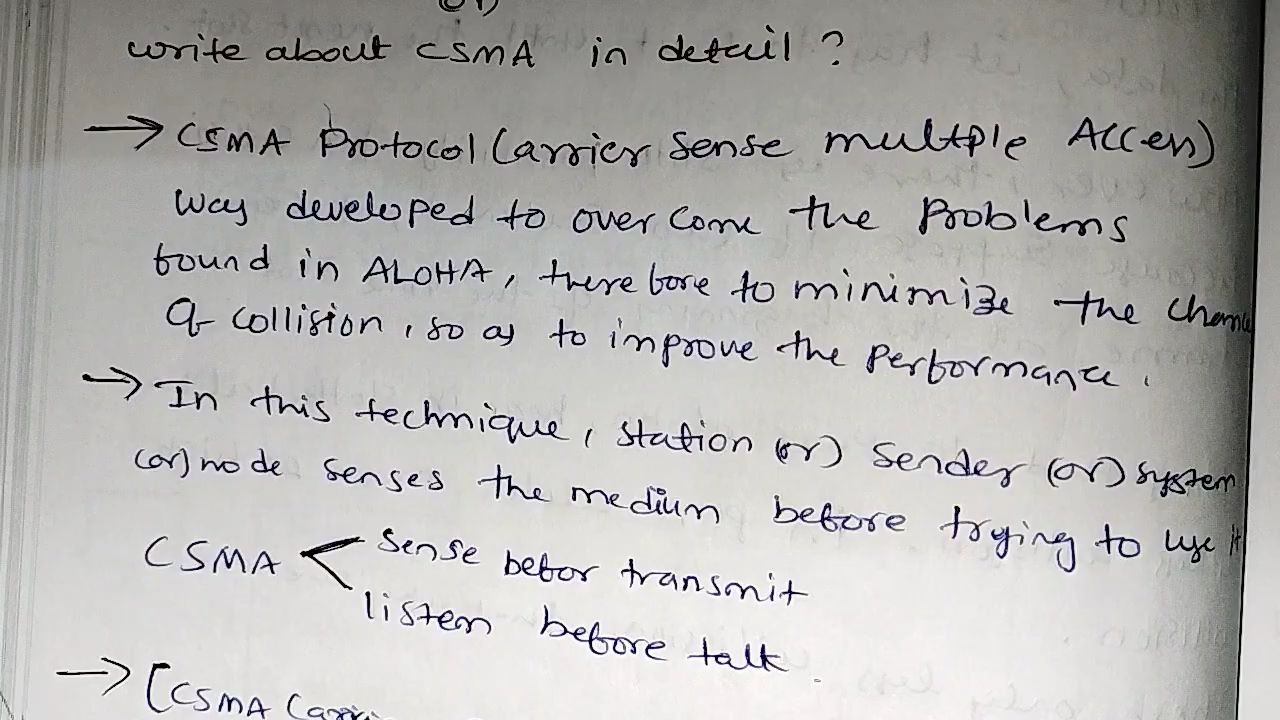 or)
write about CSMA in detail ?
→ CSMA Protocol (Carrier Sense multiple Access)
was developed to over come the Problems
found in ALOHA, therefore to minimize the chance
of collision, so as to improve the performance.
→ In this technique, station (or) Sender (or) system
(or) node senses the medium before trying to use it
CSMA < Sense befor transmit
listen before talk.
→ [CSMA (Carri